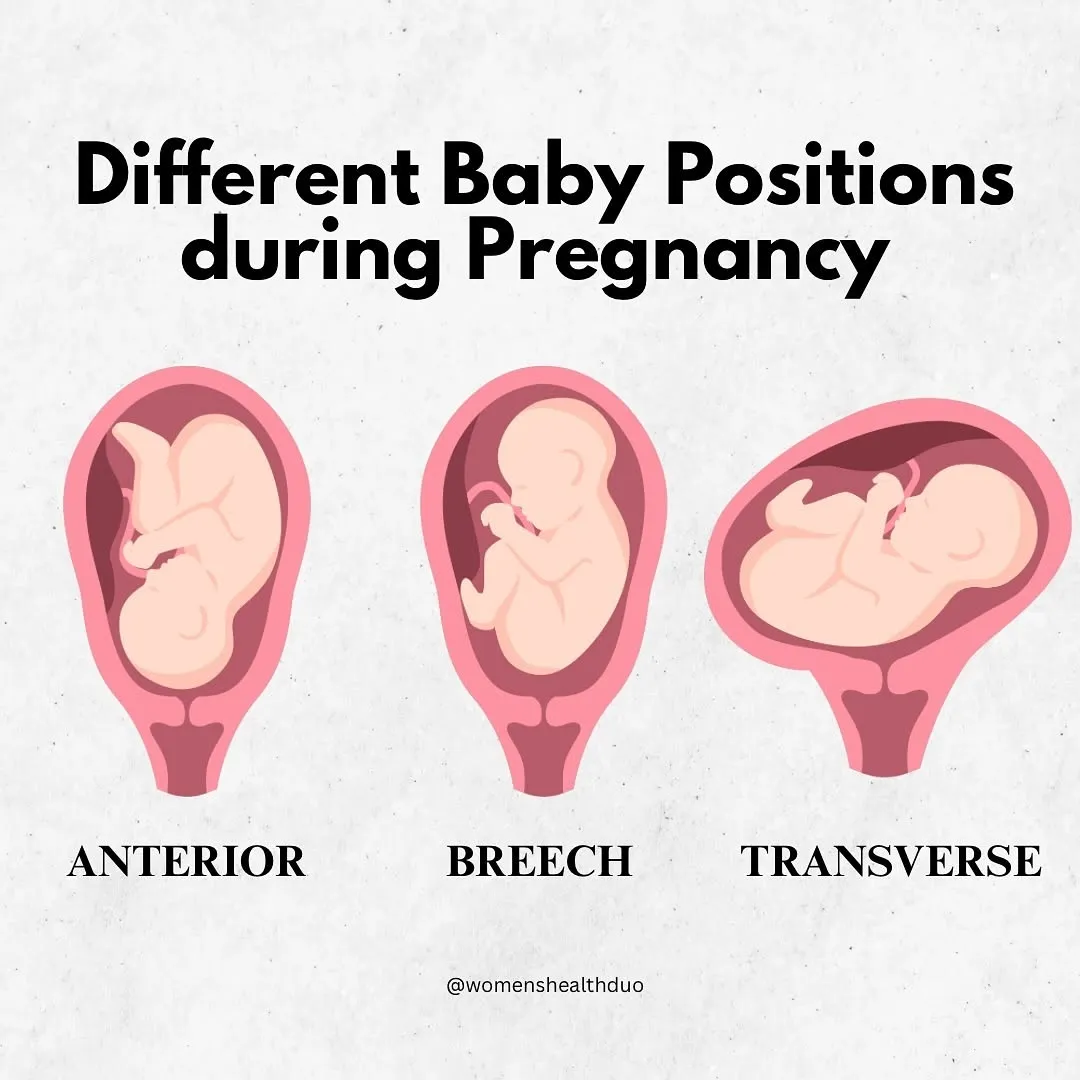 Different Baby Positions
during Pregnancy
ANTERIOR
BREECH
TRANSVERSE
@womenshealthduo